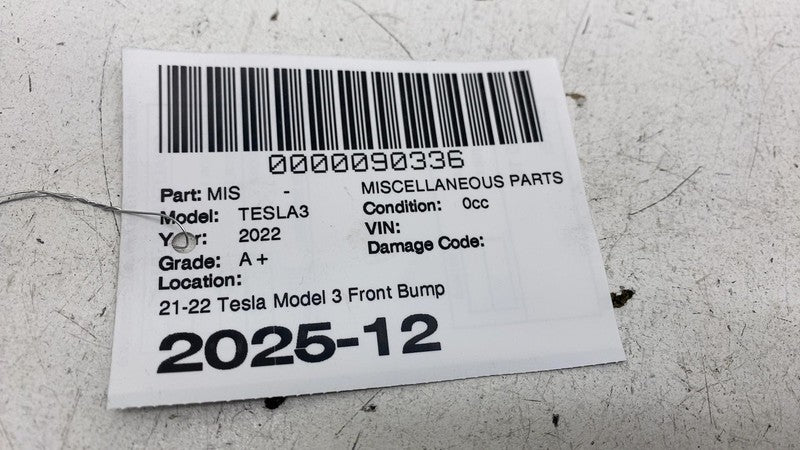 0000090336
Part: MIS - MISCELLANEOUS PARTS
Model: TESLA3 Condition: 0cc
Year: 2022 VIN:
Grade: A+ Damage Code:
Location:
21-22 Tesla Model 3 Front Bump
2025-12